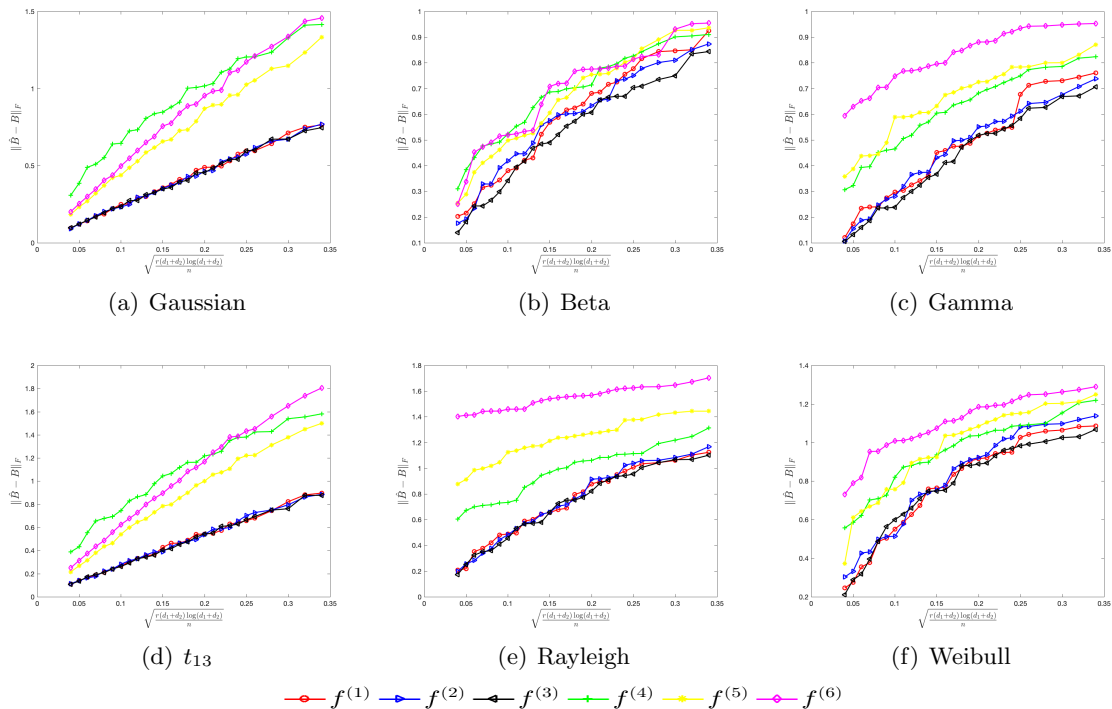 1.5
1
0.5
0
0 0.05 0.1 0.15 0.2 0.25 0.3 0.35
‖B̂ − B‖_F
√(r(d₁+d₂) log(d₁+d₂)/n)
(a) Gaussian
1
0.9
0.8
0.7
0.6
0.5
0.4
0.3
0.2
0.1
0 0.05 0.1 0.15 0.2 0.25 0.3 0.35
‖B̂ − B‖_F
√(r(d₁+d₂) log(d₁+d₂)/n)
(b) Beta
1
0.9
0.8
0.7
0.6
0.5
0.4
0.3
0.2
0.1
0 0.05 0.1 0.15 0.2 0.25 0.3 0.35
‖B̂ − B‖_F
√(r(d₁+d₂) log(d₁+d₂)/n)
(c) Gamma
2
1.8
1.6
1.4
1.2
1
0.8
0.6
0.4
0.2
0
0 0.05 0.1 0.15 0.2 0.25 0.3 0.35
‖B̂ − B‖_F
√(r(d₁+d₂) log(d₁+d₂)/n)
(d) t₁₃
1.8
1.6
1.4
1.2
1
0.8
0.6
0.4
0.2
0
0 0.05 0.1 0.15 0.2 0.25 0.3 0.35
‖B̂ − B‖_F
√(r(d₁+d₂) log(d₁+d₂)/n)
(e) Rayleigh
1.4
1.2
1
0.8
0.6
0.4
0.2
0 0.05 0.1 0.15 0.2 0.25 0.3 0.35
‖B̂ − B‖_F
√(r(d₁+d₂) log(d₁+d₂)/n)
(f) Weibull
f⁽¹⁾ f⁽²⁾ f⁽³⁾ f⁽⁴⁾ f⁽⁵⁾ f⁽⁶⁾